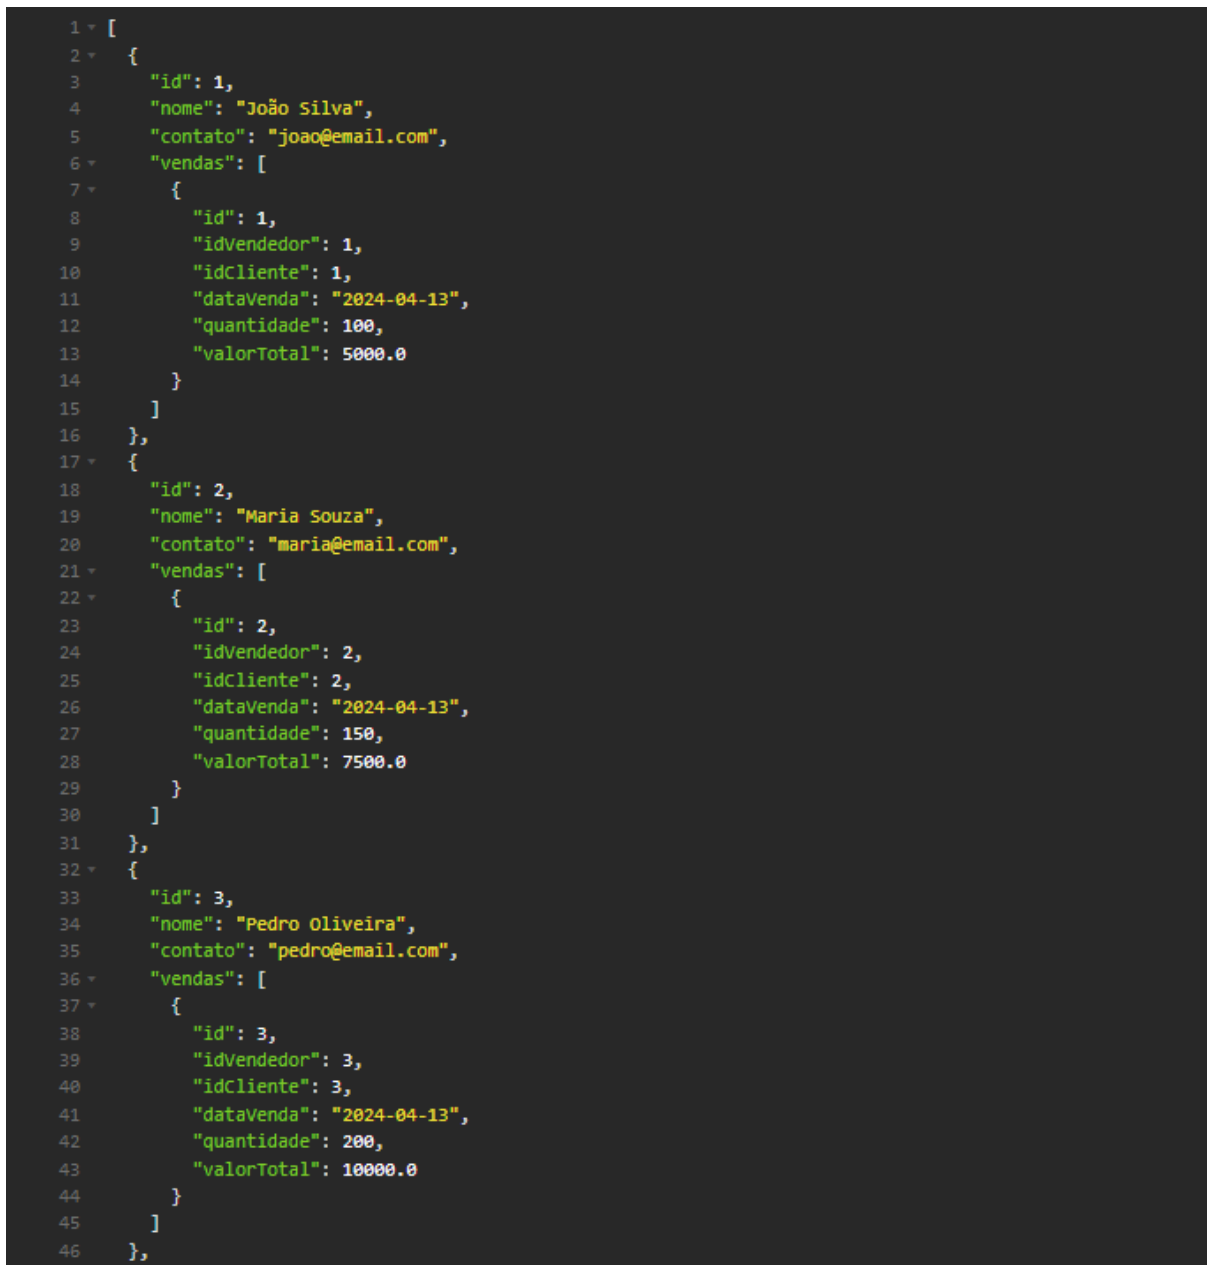 1 [
2 {
3 "id": 1,
4 "nome": "João Silva",
5 "contato": "joao@email.com",
6 "vendas": [
7 {
8 "id": 1,
9 "idVendedor": 1,
10 "idCliente": 1,
11 "dataVenda": "2024-04-13",
12 "quantidade": 100,
13 "valorTotal": 5000.0
14 }
15 ]
16 },
17 {
18 "id": 2,
19 "nome": "Maria Souza",
20 "contato": "maria@email.com",
21 "vendas": [
22 {
23 "id": 2,
24 "idVendedor": 2,
25 "idCliente": 2,
26 "dataVenda": "2024-04-13",
27 "quantidade": 150,
28 "valorTotal": 7500.0
29 }
30 ]
31 },
32 {
33 "id": 3,
34 "nome": "Pedro Oliveira",
35 "contato": "pedro@email.com",
36 "vendas": [
37 {
38 "id": 3,
39 "idVendedor": 3,
40 "idCliente": 3,
41 "dataVenda": "2024-04-13",
42 "quantidade": 200,
43 "valorTotal": 10000.0
44 }
45 ]
46 },